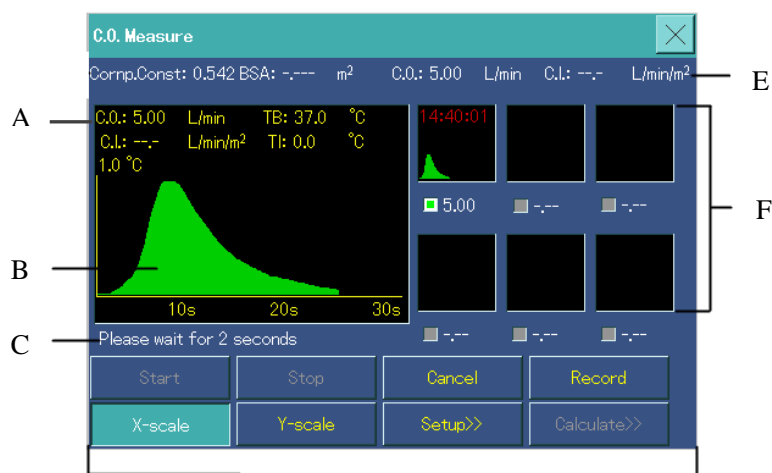 C.O. Measure
Cornp.Const: 0.542 BSA: -.--- m² C.O.: 5.00 L/min C.I.: --.- L/min/m²
E
A
C.O.: 5.00 L/min TB: 37.0 °C
C.I.: --.- L/min/m² TI: 0.0 °C
1.0 °C
14:40:01
5.00 -.-- -.--
F
B
10s 20s 30s
C
Please wait for 2 seconds
-.-- -.-- -.--
Start Stop Cancel Record
X-scale Y-scale Setup>> Calculate>>